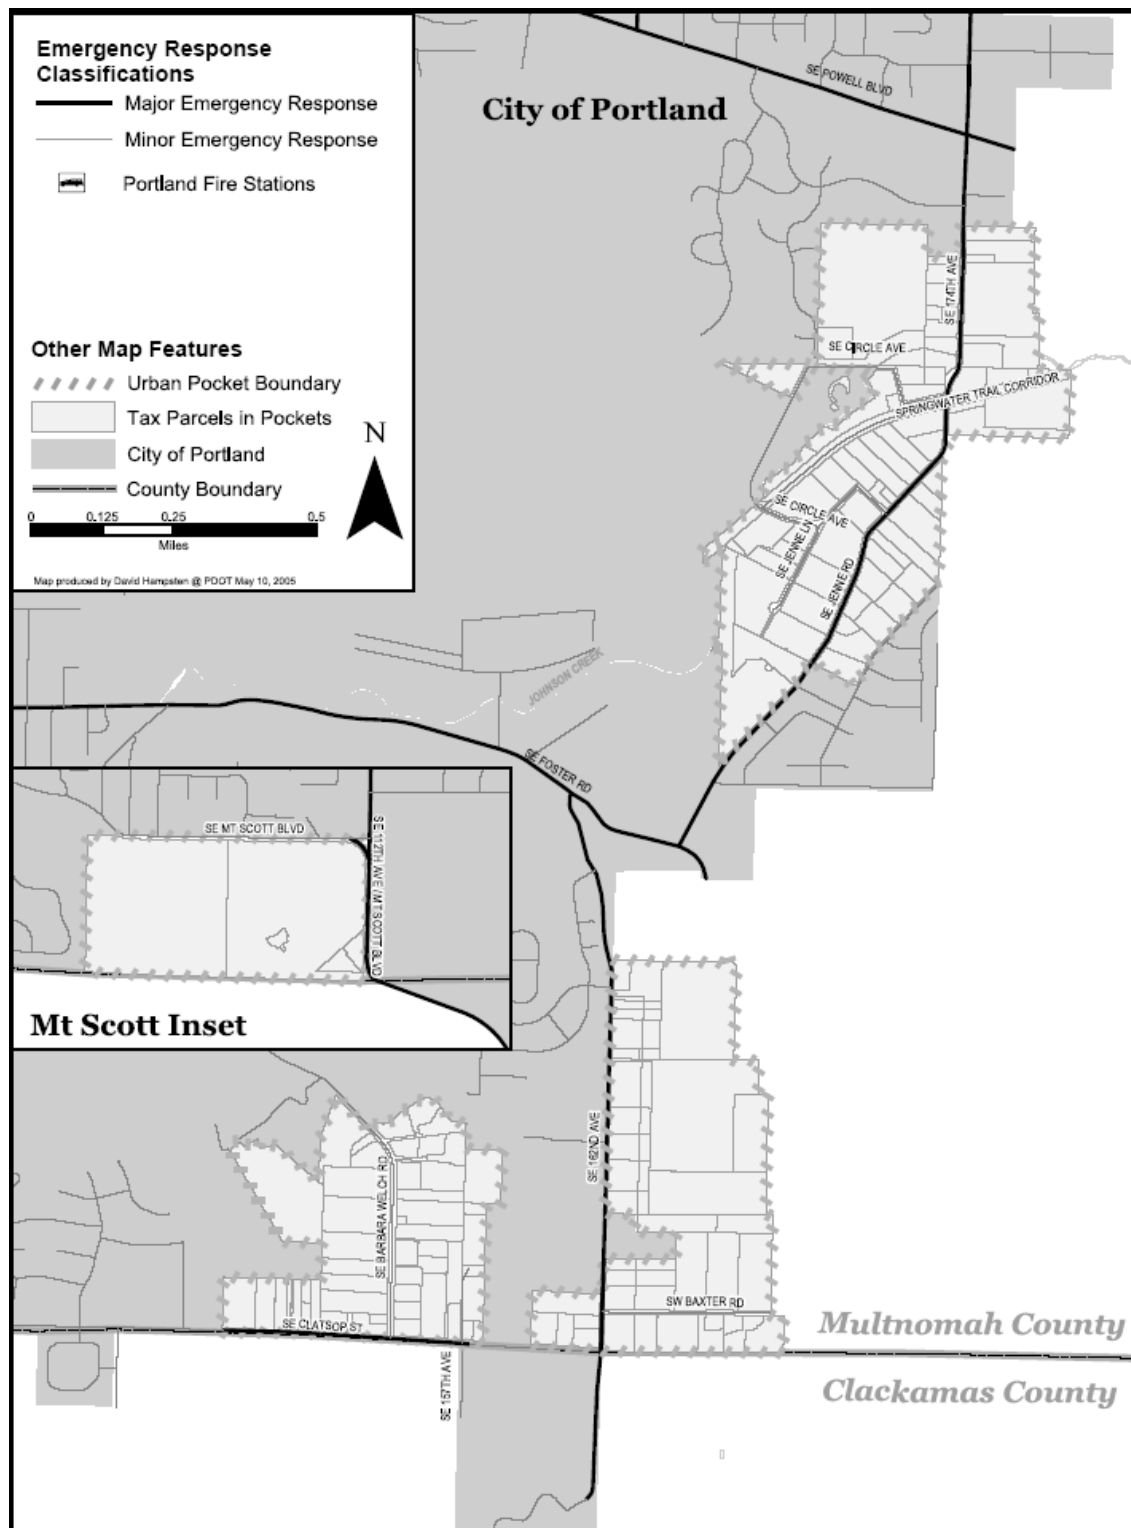 Emergency Response
Classifications
Major Emergency Response
Minor Emergency Response
Portland Fire Stations
Other Map Features
Urban Pocket Boundary
Tax Parcels in Pockets
City of Portland
County Boundary
N
0 0.125 0.25 0.5
Miles
Map produced by David Hampsten @ PDOT May 10, 2005
City of Portland
SE POWELL BLVD
SE 174TH AVE
SE CIRCLE AVE
SPRINGWATER TRAIL CORRIDOR
SE CIRCLE AVE
SE JENNE LN
SE JENNE RD
JOHNSON CREEK
SE FOSTER RD
SE MT SCOTT BLVD
SE 112TH AVE / MT SCOTT BLVD
Mt Scott Inset
SE 162ND AVE
SE BARBARA WELCH RD
SW BAXTER RD
SE CLATSOP ST
SE 157TH AVE
Multnomah County
Clackamas County